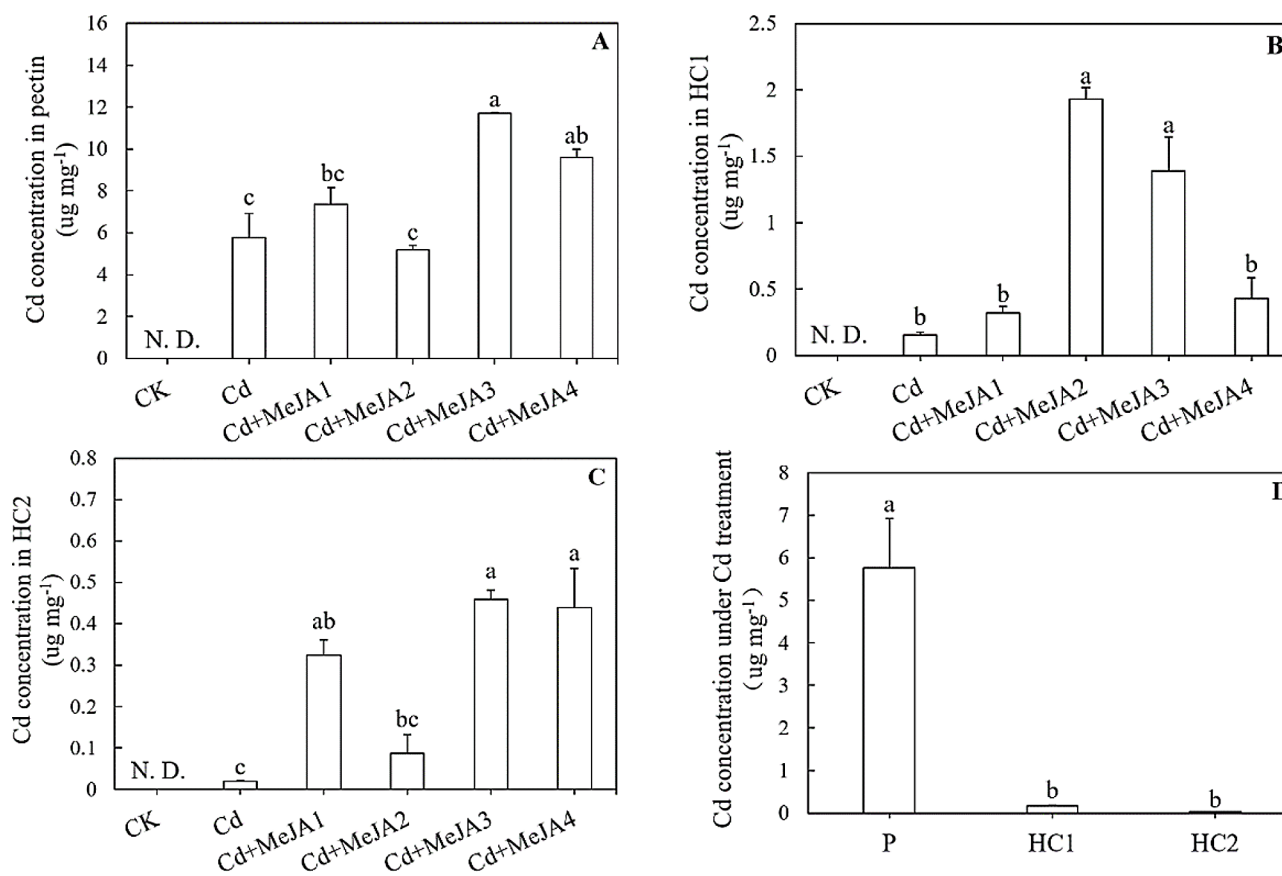 A
Cd concentration in pectin
(ug mg-1)
16
14
12
10
8
6
4
2
0
N. D.
c
bc
c
a
ab
CK
Cd
Cd+MeJA1
Cd+MeJA2
Cd+MeJA3
Cd+MeJA4
B
Cd concentration in HC1
(ug mg-1)
2.5
2
1.5
1
0.5
0
N. D.
b
b
a
a
b
CK
Cd
Cd+MeJA1
Cd+MeJA2
Cd+MeJA3
Cd+MeJA4
C
Cd concentration in HC2
(ug mg-1)
0.8
0.7
0.6
0.5
0.4
0.3
0.2
0.1
0
N. D.
c
ab
bc
a
a
CK
Cd
Cd+MeJA1
Cd+MeJA2
Cd+MeJA3
Cd+MeJA4
Cd concentration under Cd treatment
(ug mg-1)
8
7
6
5
4
3
2
1
0
a
b
b
P
HC1
HC2